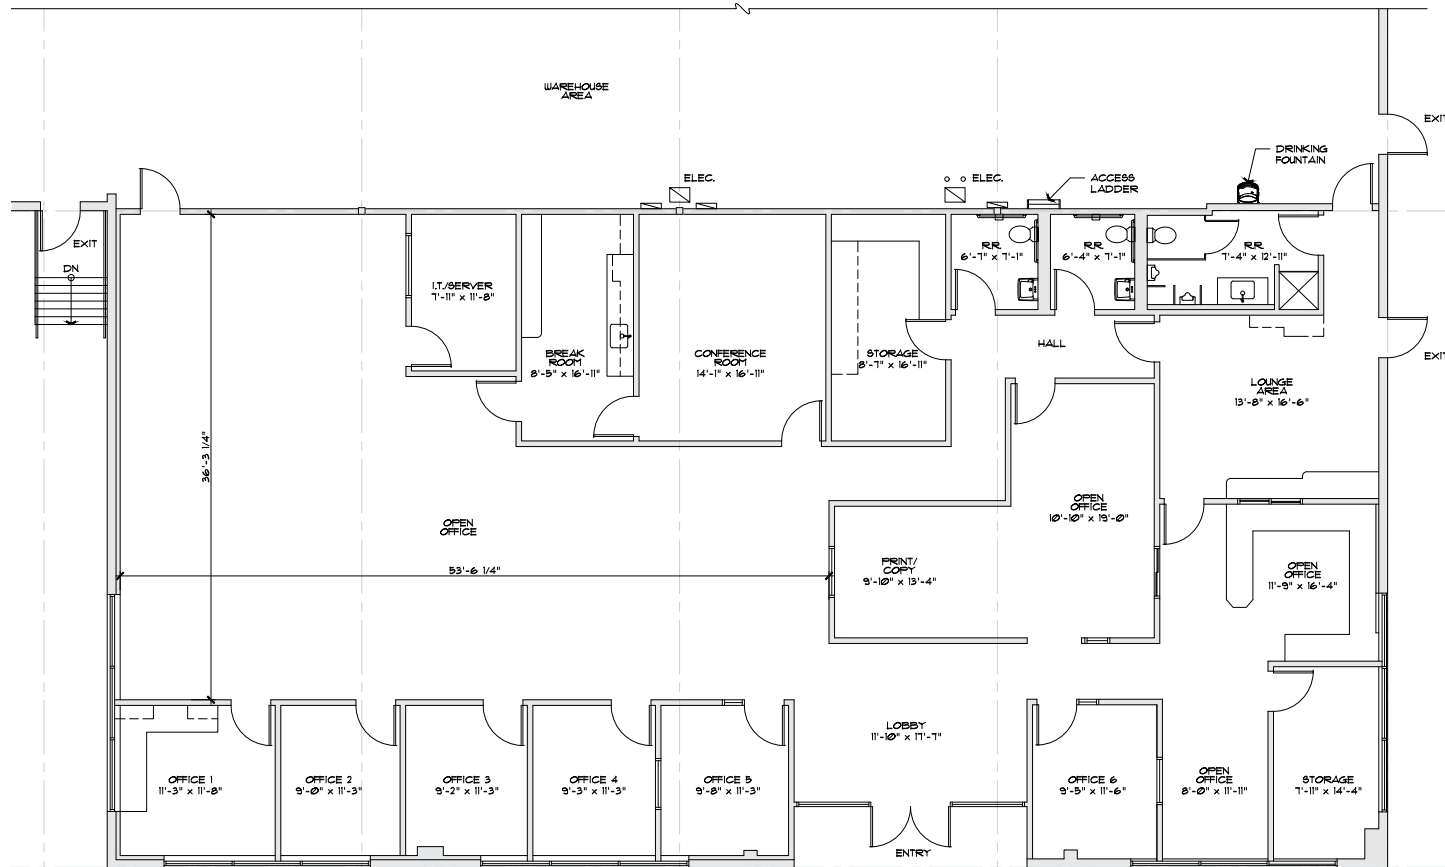 WAREHOUSE
AREA
EXIT
DRINKING
FOUNTAIN
ELEC.
ELEC.
ACCESS
LADDER
EXIT
DN
R.R.
6'-7" x 7'-1"
R.R.
6'-4" x 7'-1"
R.R.
7'-4" x 12'-11"
I.T./SERVER
7'-11" x 11'-8"
BREAK
ROOM
8'-5" x 16'-11"
CONFERENCE
ROOM
14'-1" x 16'-11"
STORAGE
8'-7" x 16'-11"
HALL
EXIT
LOUNGE
AREA
13'-8" x 16'-6"
36'-3 1/4"
OPEN
OFFICE
OPEN
OFFICE
10'-10" x 19'-0"
53'-6 1/4"
PRINT/
COPY
9'-10" x 13'-4"
OPEN
OFFICE
11'-9" x 16'-4"
LOBBY
11'-10" x 17'-7"
OFFICE 1
11'-3" x 11'-8"
OFFICE 2
9'-0" x 11'-3"
OFFICE 3
9'-2" x 11'-3"
OFFICE 4
9'-3" x 11'-3"
OFFICE 5
9'-8" x 11'-3"
OFFICE 6
9'-5" x 11'-6"
OPEN
OFFICE
8'-0" x 11'-11"
STORAGE
7'-11" x 14'-4"
ENTRY